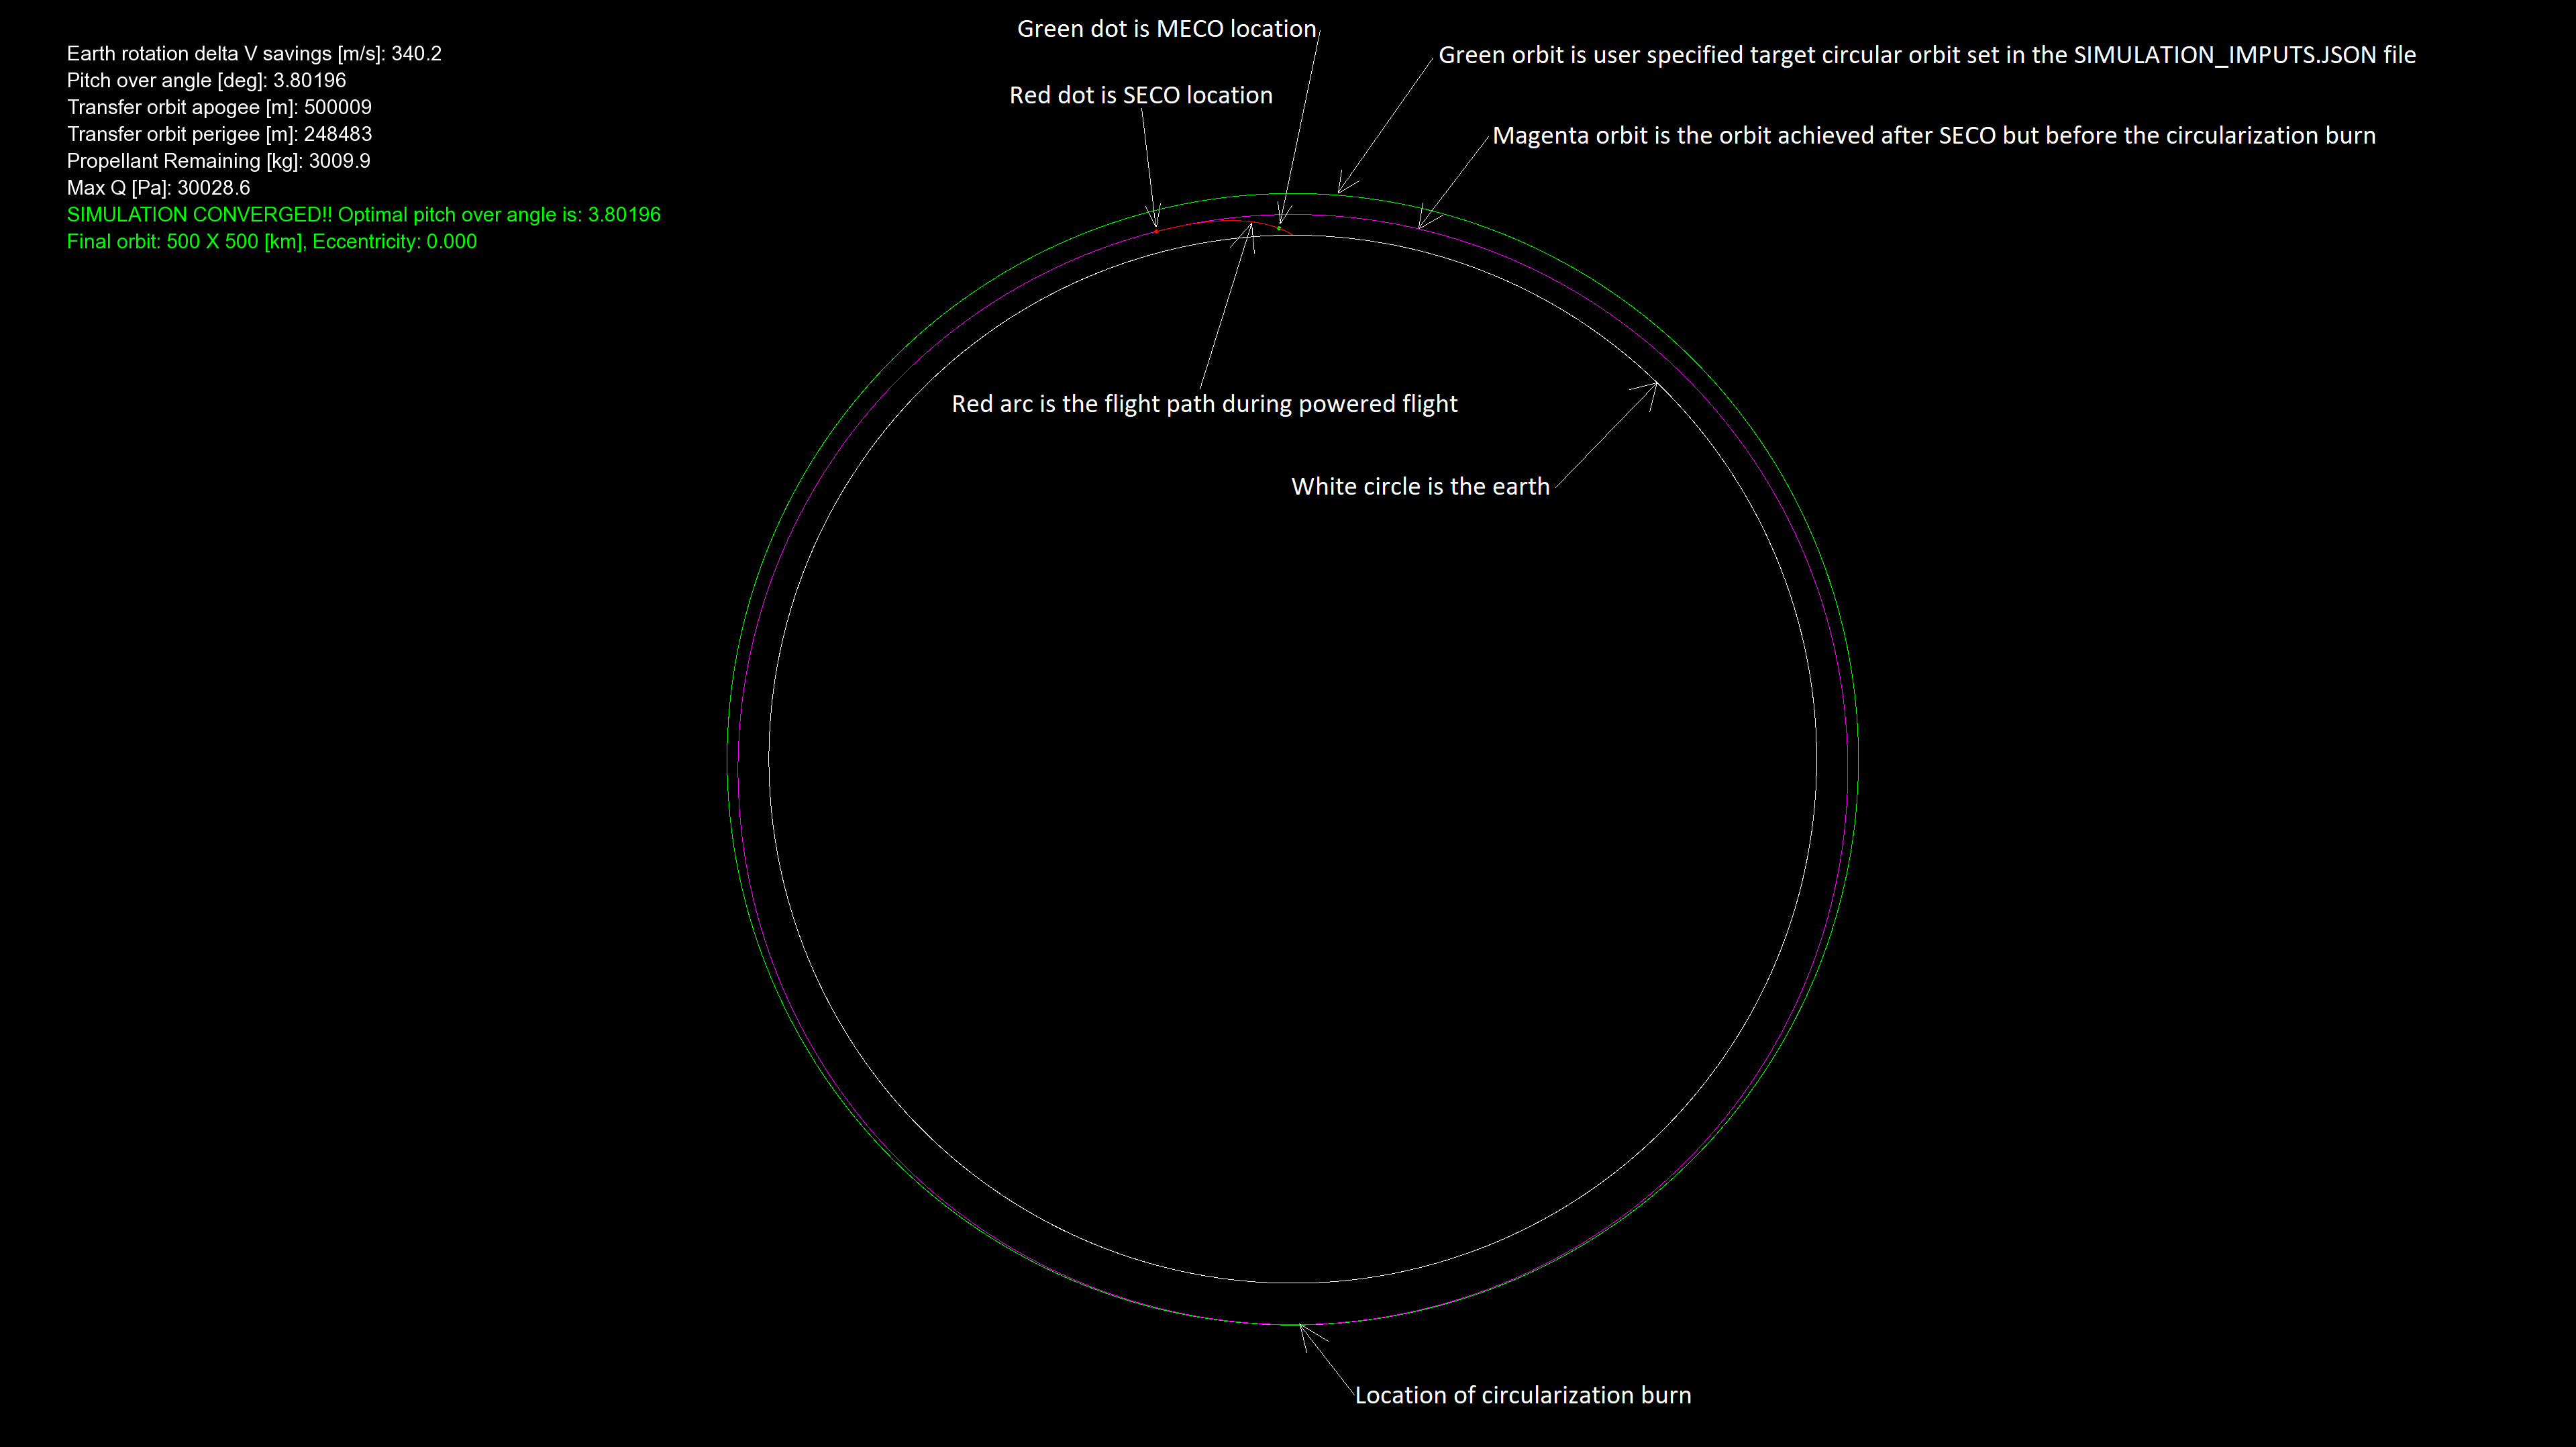 Earth rotation delta V savings [m/s]: 340.2
Pitch over angle [deg]: 3.80196
Transfer orbit apogee [m]: 500009
Transfer orbit perigee [m]: 248483
Propellant Remaining [kg]: 3009.9
Max Q [Pa]: 30028.6
SIMULATION CONVERGED!! Optimal pitch over angle is: 3.80196
Final orbit: 500 X 500 [km], Eccentricity: 0.000
Green dot is MECO location
Green orbit is user specified target circular orbit set in the SIMULATION_IMPUTS.JSON file
Red dot is SECO location
Magenta orbit is the orbit achieved after SECO but before the circularization burn
Red arc is the flight path during powered flight
White circle is the earth
Location of circularization burn